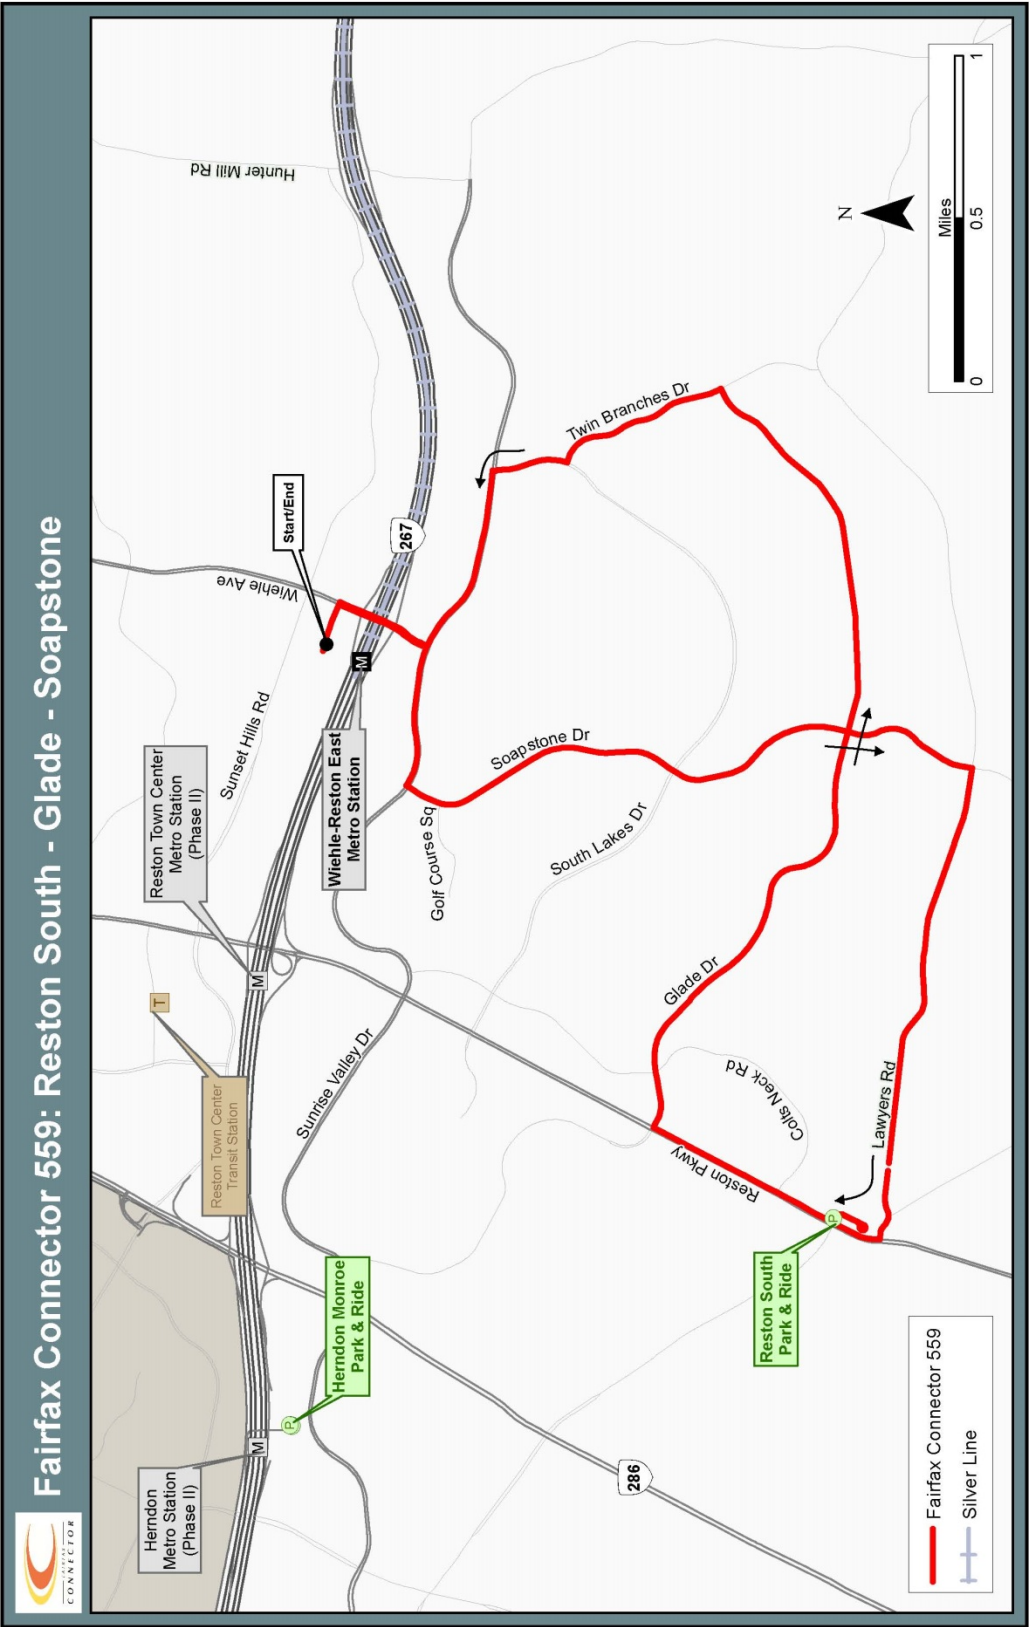 Fairfax Connector 559: Reston South - Glade - Soapstone
FAIRFAX
CONNECTOR
Herndon
Metro Station
(Phase II)
M
P
Herndon Monroe
Park & Ride
286
Reston Town Center
Transit Station
T
Reston Town Center
Metro Station
(Phase II)
M
Sunset Hills Rd
Wiehle Ave
Start/End
Hunter Mill Rd
267
M
Wiehle-Reston East
Metro Station
Sunrise Valley Dr
Golf Course Sq
Soapstone Dr
South Lakes Dr
Twin Branches Dr
Glade Dr
Colts Neck Rd
Reston Pkwy
Lawyers Rd
P
Reston South
Park & Ride
Fairfax Connector 559
Silver Line
N
Miles
0 0.5 1